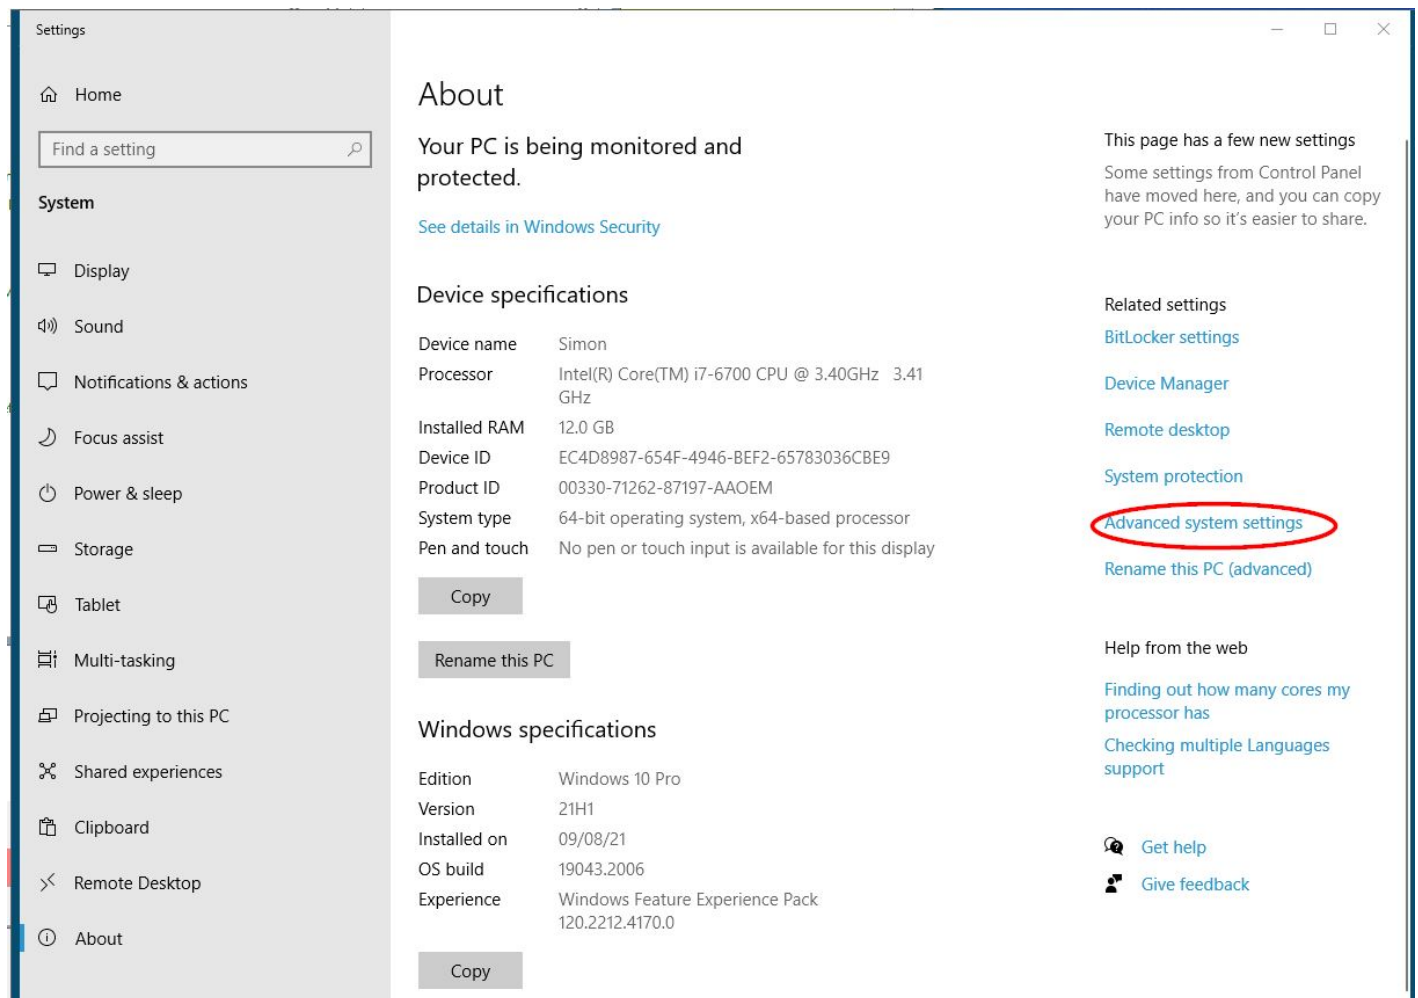 Settings
Home
Find a setting
System
Display
Sound
Notifications & actions
Focus assist
Power & sleep
Storage
Tablet
Multi-tasking
Projecting to this PC
Shared experiences
Clipboard
Remote Desktop
About
About
Your PC is being monitored and
protected.
See details in Windows Security
Device specifications
Device name Simon
Processor Intel(R) Core(TM) i7-6700 CPU @ 3.40GHz 3.41
GHz
Installed RAM 12.0 GB
Device ID EC4D8987-654F-4946-BEF2-65783036CBE9
Product ID 00330-71262-87197-AAOEM
System type 64-bit operating system, x64-based processor
Pen and touch No pen or touch input is available for this display
Copy
Rename this PC
Windows specifications
Edition Windows 10 Pro
Version 21H1
Installed on 09/08/21
OS build 19043.2006
Experience Windows Feature Experience Pack
120.2212.4170.0
Copy
This page has a few new settings
Some settings from Control Panel
have moved here, and you can copy
your PC info so it's easier to share.
Related settings
BitLocker settings
Device Manager
Remote desktop
System protection
Advanced system settings
Rename this PC (advanced)
Help from the web
Finding out how many cores my
processor has
Checking multiple Languages
support
Get help
Give feedback